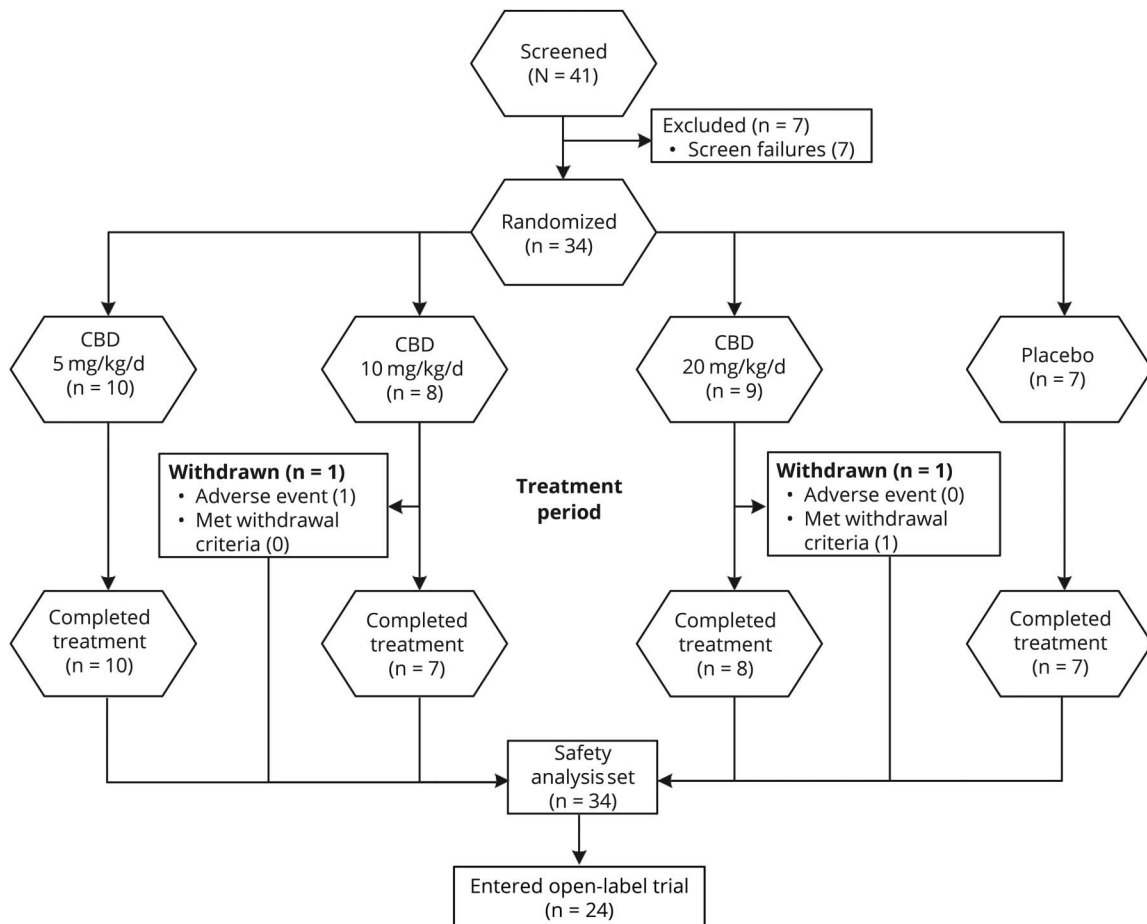 Screened
(N = 41)
Excluded (n = 7)
• Screen failures (7)
Randomized
(n = 34)
CBD
5 mg/kg/d
(n = 10)
CBD
10 mg/kg/d
(n = 8)
CBD
20 mg/kg/d
(n = 9)
Placebo
(n = 7)
Withdrawn (n = 1)
• Adverse event (1)
• Met withdrawal
criteria (0)
Treatment
period
Withdrawn (n = 1)
• Adverse event (0)
• Met withdrawal
criteria (1)
Completed
treatment
(n = 10)
Completed
treatment
(n = 7)
Completed
treatment
(n = 8)
Completed
treatment
(n = 7)
Safety
analysis set
(n = 34)
Entered open-label trial
(n = 24)